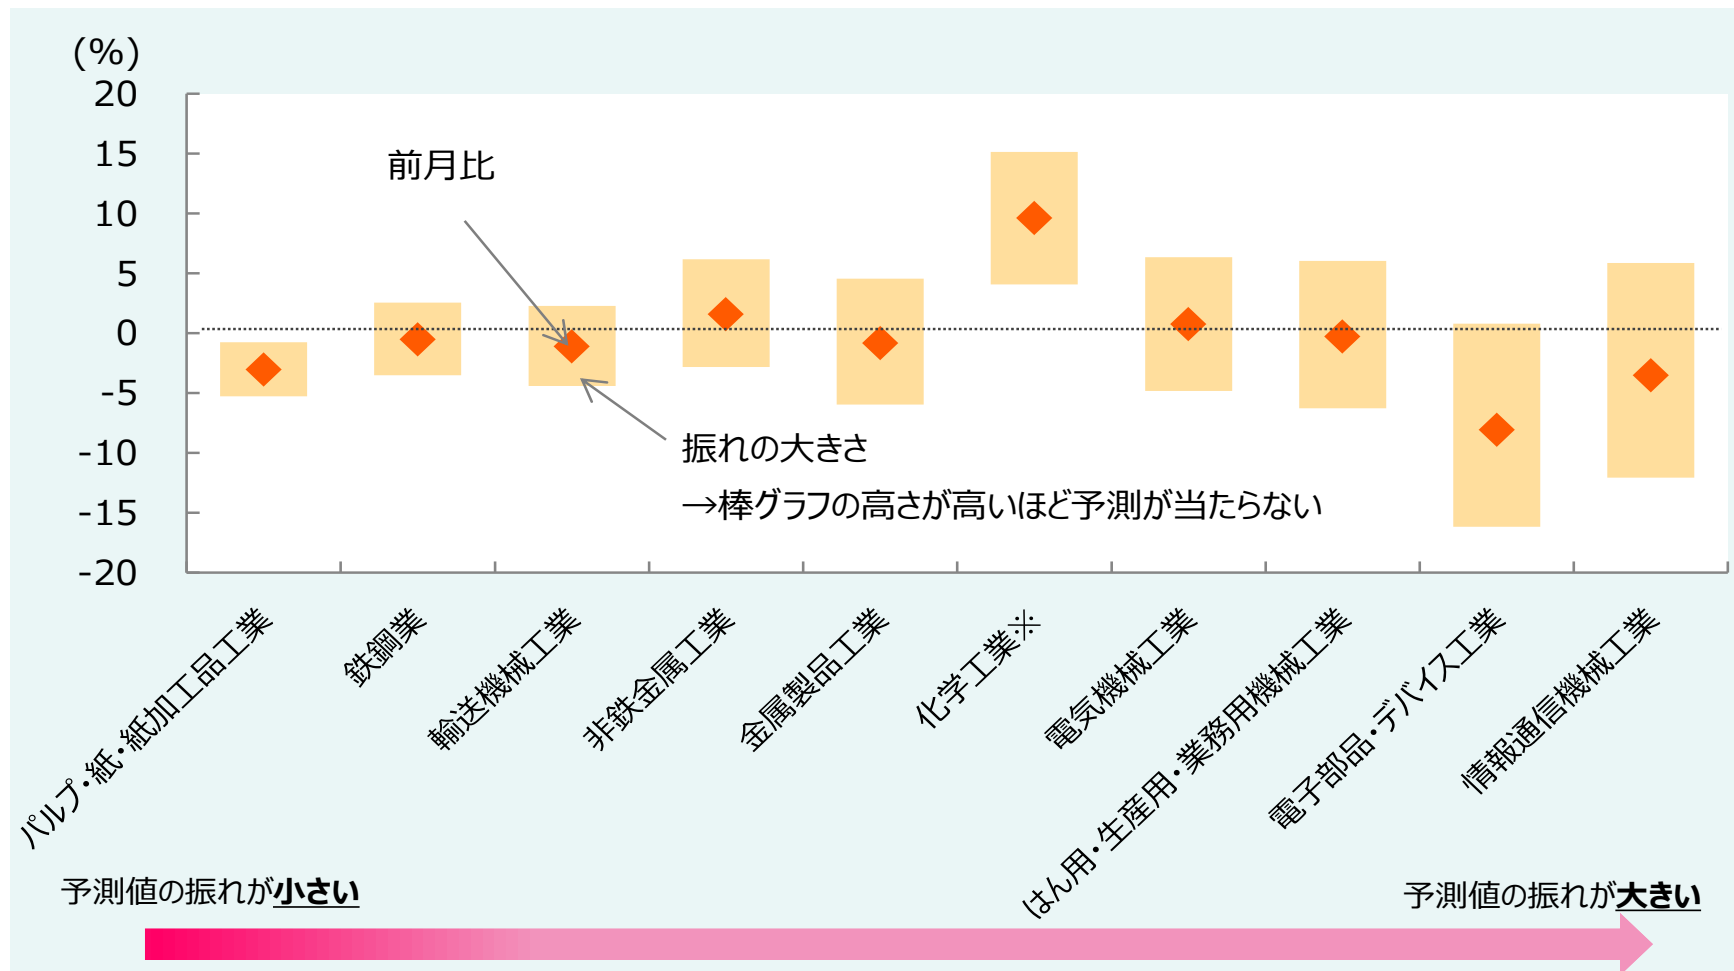 (%)
20
15
10
5
0
-5
-10
-15
-20
前月比
振れの大きさ
→棒グラフの高さが高いほど予測が当たらない
パルプ・紙・紙加工品工業
鉄鋼業
輸送機械工業
非鉄金属工業
金属製品工業
化学工業※
電気機械工業
はん用・生産用・業務用機械工業
電子部品・デバイス工業
情報通信機械工業
予測値の振れが小さい
予測値の振れが大きい